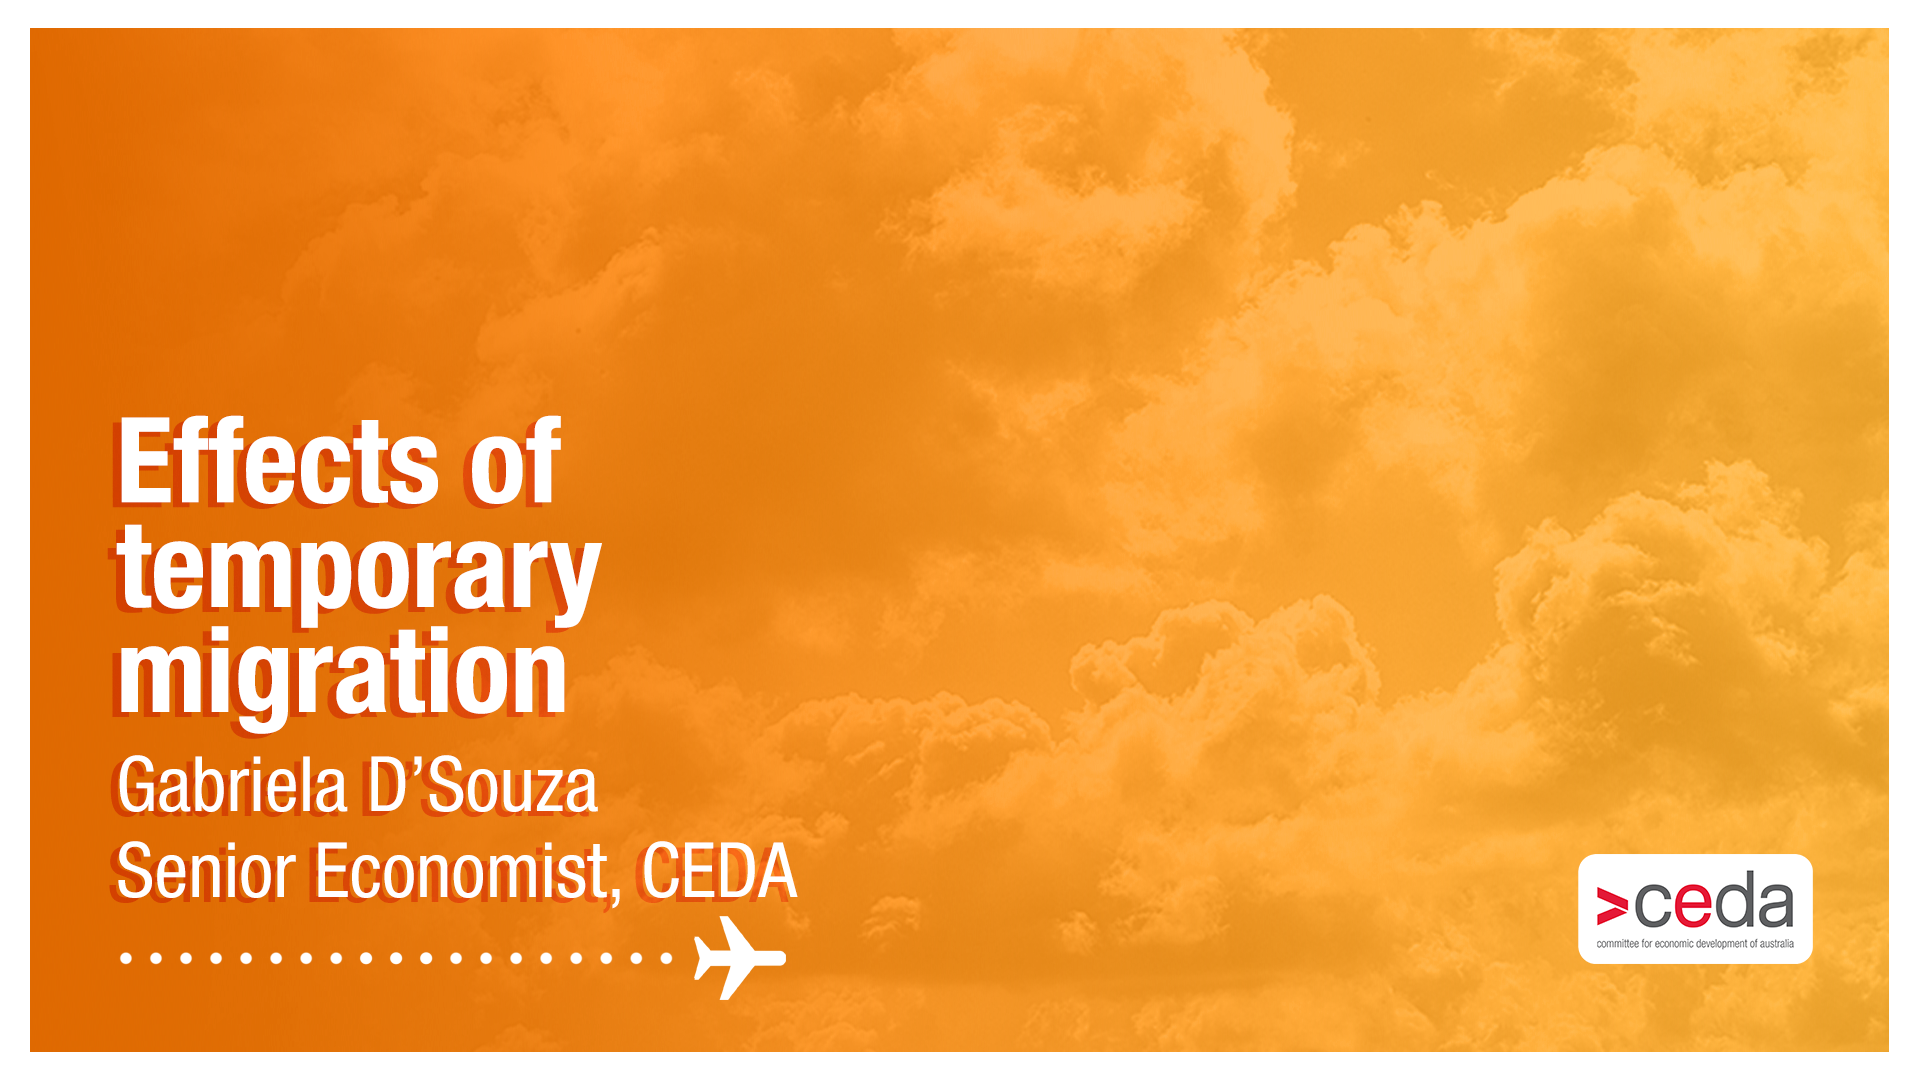 Effects of
temporary
migration
Gabriela D’Souza
Senior Economist, CEDA
ceda
committee for economic development of australia